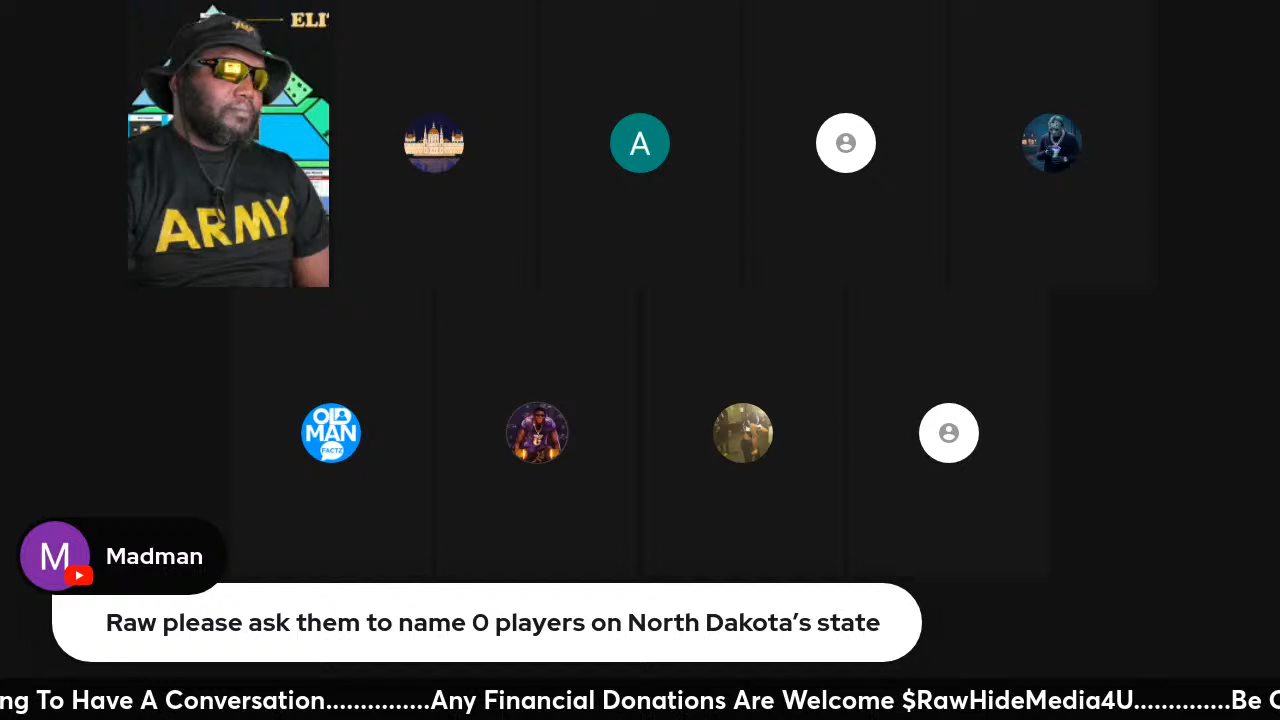 ELI
ARMY
A
OLD
MAN
FACTZ
M
Madman
Raw please ask them to name 0 players on North Dakota’s state
ng To Have A Conversation...............Any Financial Donations Are Welcome $RawHideMedia4U..............Be